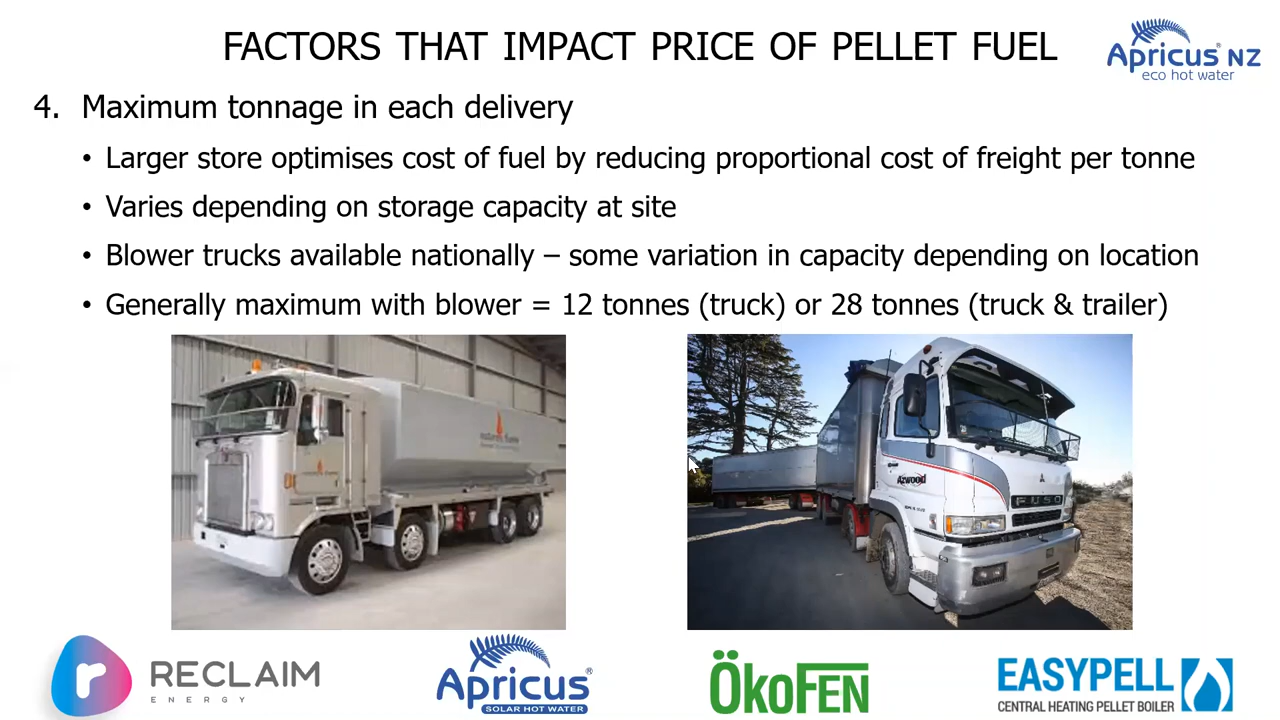 FACTORS THAT IMPACT PRICE OF PELLET FUEL
Apricus® NZ
eco hot water
4. Maximum tonnage in each delivery
• Larger store optimises cost of fuel by reducing proportional cost of freight per tonne
• Varies depending on storage capacity at site
• Blower trucks available nationally – some variation in capacity depending on location
• Generally maximum with blower = 12 tonnes (truck) or 28 tonnes (truck & trailer)
Azwood
FUSO
r RECLAIM
ENERGY
Apricus®
SOLAR HOT WATER
ÖkoFEN
EASYPELL
CENTRAL HEATING PELLET BOILER